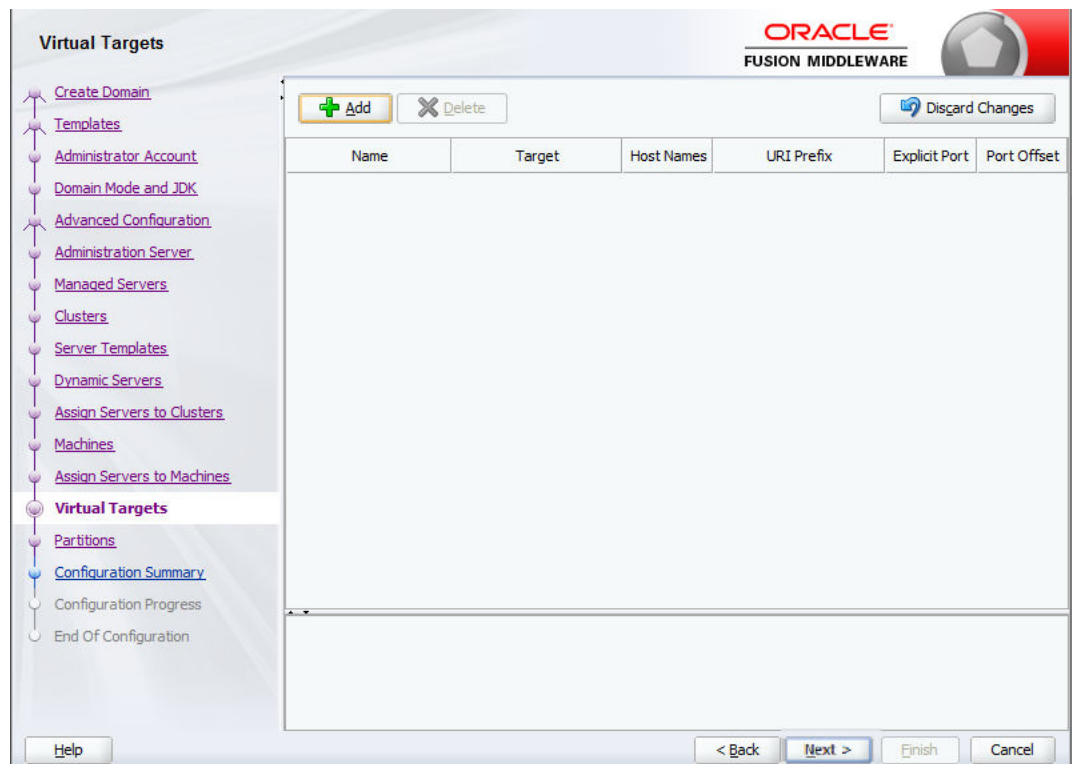 Virtual Targets
ORACLE
FUSION MIDDLEWARE
Create Domain
Templates
Administrator Account
Domain Mode and JDK
Advanced Configuration
Administration Server
Managed Servers
Clusters
Server Templates
Dynamic Servers
Assign Servers to Clusters
Machines
Assign Servers to Machines
Virtual Targets
Partitions
Configuration Summary
Configuration Progress
End Of Configuration
Add Delete Discard Changes
Name Target Host Names URI Prefix Explicit Port Port Offset
Help < Back Next > Finish Cancel